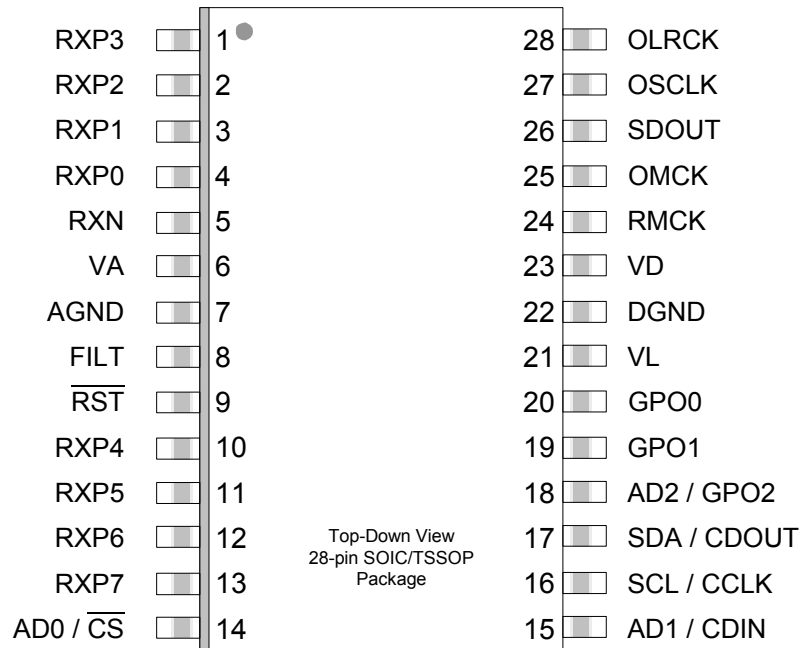 RXP3 1 28 OLRCK
RXP2 2 27 OSCLK
RXP1 3 26 SDOUT
RXP0 4 25 OMCK
RXN 5 24 RMCK
VA 6 23 VD
AGND 7 22 DGND
FILT 8 21 VL
RST 9 20 GPO0
RXP4 10 19 GPO1
RXP5 11 18 AD2 / GPO2
RXP6 12 17 SDA / CDOUT
RXP7 13 16 SCL / CCLK
AD0 / CS 14 15 AD1 / CDIN
Top-Down View
28-pin SOIC/TSSOP
Package